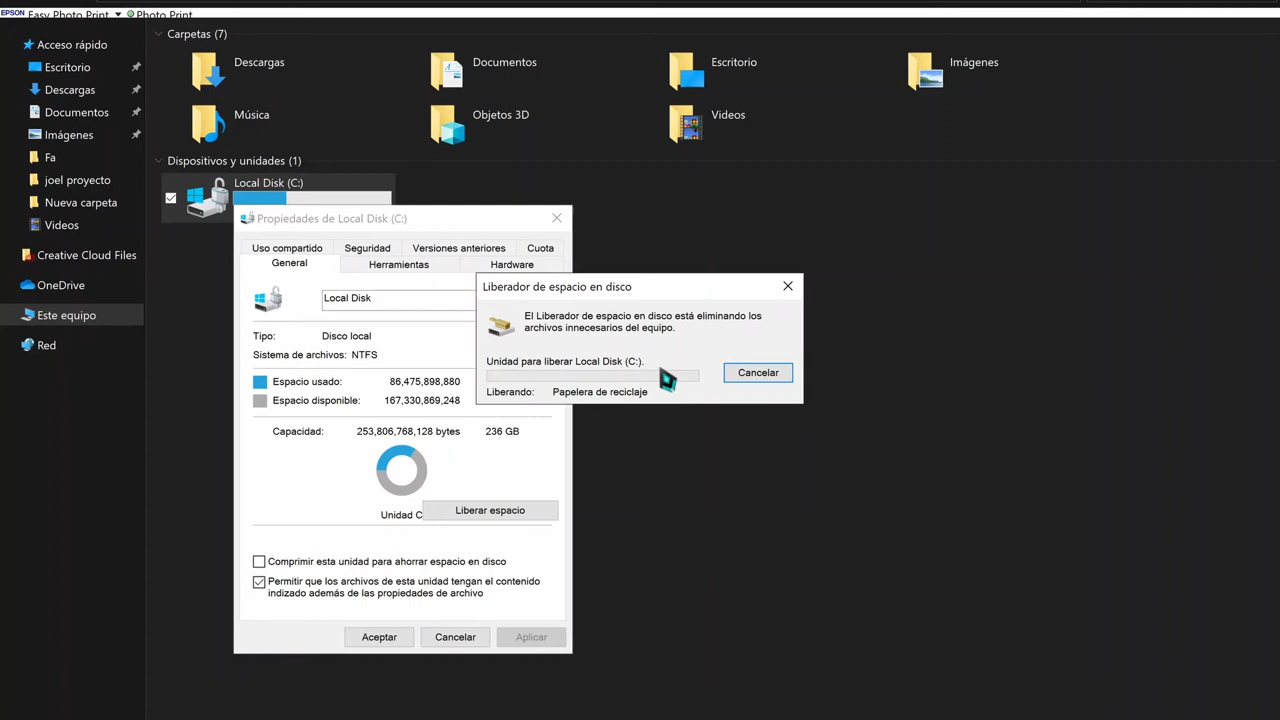 EPSON Easy Photo Print Photo Print
Acceso rápido
Escritorio
Descargas
Documentos
Imágenes
Fa
joel proyecto
Nueva carpeta
Videos
Creative Cloud Files
OneDrive
Este equipo
Red
Carpetas (7)
Descargas
Documentos
Escritorio
Imágenes
Música
Objetos 3D
Videos
Dispositivos y unidades (1)
Local Disk (C:)
Propiedades de Local Disk (C:)
Uso compartido Seguridad Versiones anteriores Cuota
General Herramientas Hardware
Local Disk
Tipo: Disco local
Sistema de archivos: NTFS
Espacio usado: 86,475,898,880
Espacio disponible: 167,330,869,248
Capacidad: 253,806,768,128 bytes 236 GB
Unidad C
Liberar espacio
Comprimir esta unidad para ahorrar espacio en disco
Permitir que los archivos de esta unidad tengan el contenido
indizado además de las propiedades de archivo
Aceptar Cancelar Aplicar
Liberador de espacio en disco
El Liberador de espacio en disco está eliminando los
archivos innecesarios del equipo.
Unidad para liberar Local Disk (C:).
Cancelar
Liberando: Papelera de reciclaje